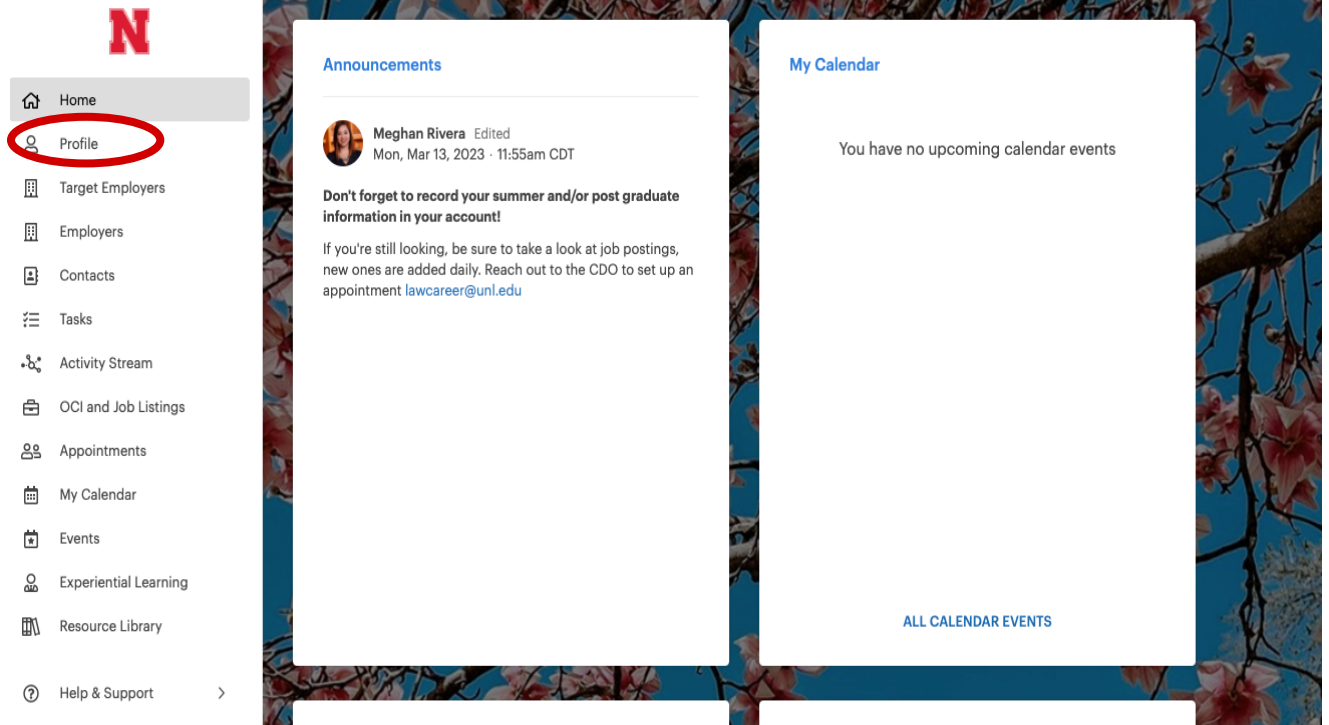 N
Home
Profile
Target Employers
Employers
Contacts
Tasks
Activity Stream
OCI and Job Listings
Appointments
My Calendar
Events
Experiential Learning
Resource Library
Help & Support
Announcements
Meghan Rivera Edited
Mon, Mar 13, 2023 · 11:55am CDT
Don't forget to record your summer and/or post graduate
information in your account!
If you're still looking, be sure to take a look at job postings,
new ones are added daily. Reach out to the CDO to set up an
appointment lawcareer@unl.edu
My Calendar
You have no upcoming calendar events
ALL CALENDAR EVENTS